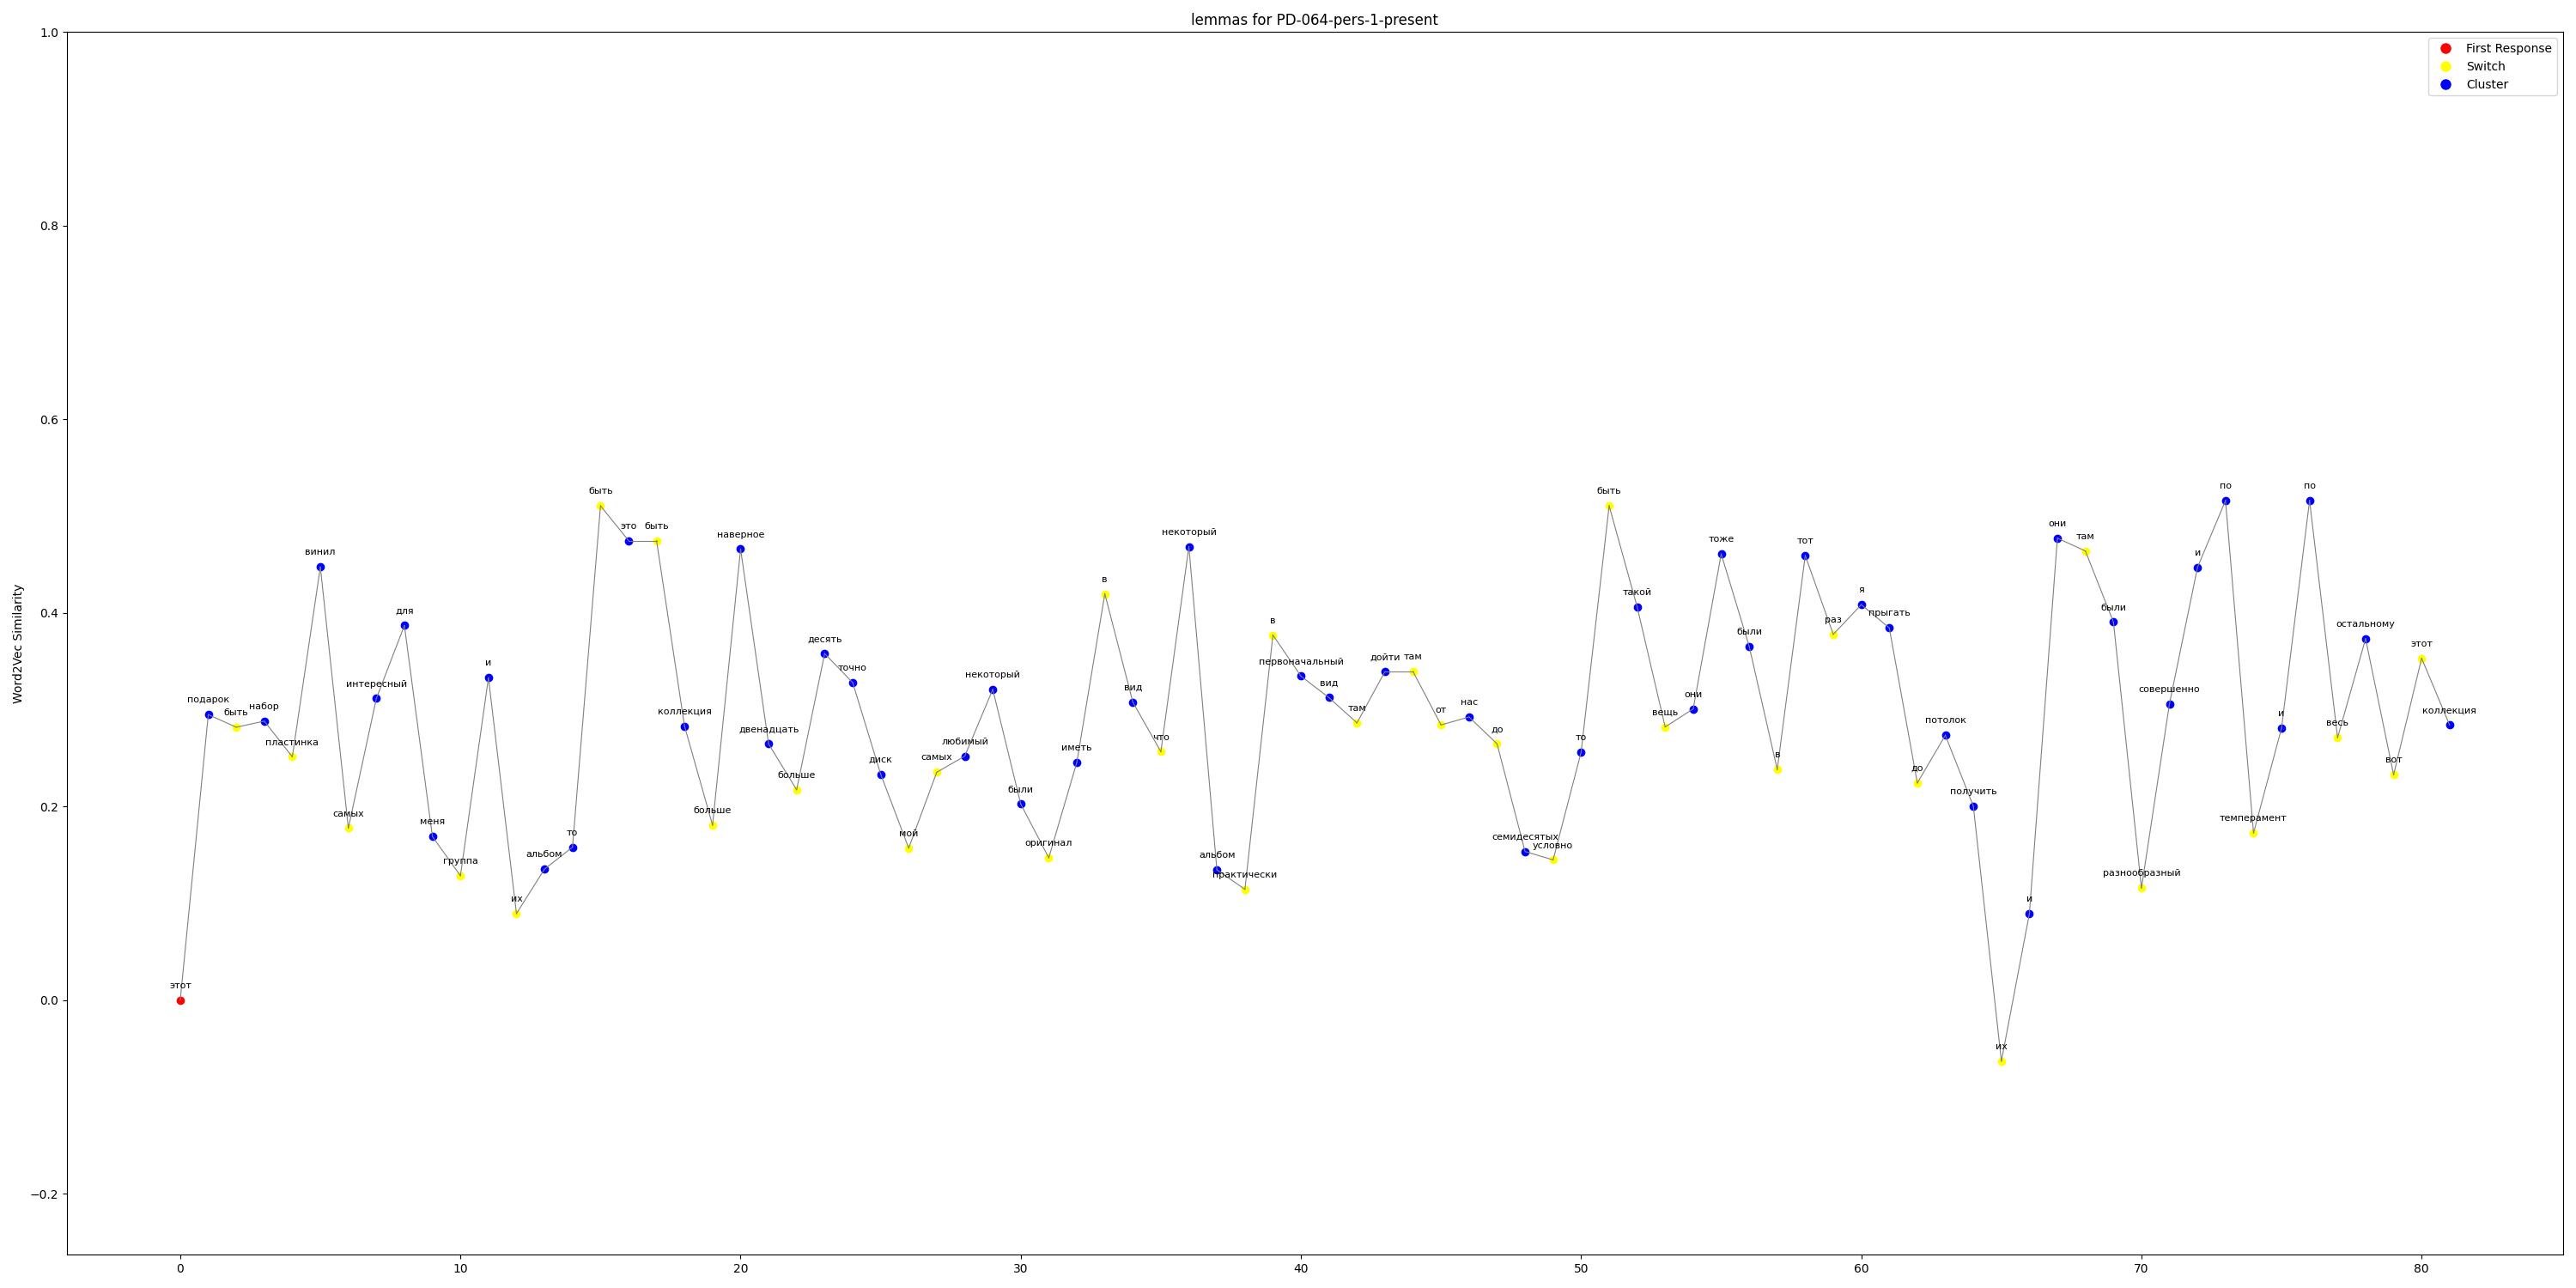 lemmas for PD-064-pers-1-present
First Response
Switch
Cluster
Word2Vec Similarity
1.0
0.8
0.6
0.4
0.2
0.0
−0.2
этот
подарок
быть
набор
пластинка
винил
самых
интересный
для
меня
группа
и
их
альбом
то
быть
это
быть
коллекция
больше
наверное
двенадцать
больше
десять
точно
диск
мой
самых
любимый
некоторый
были
оригинал
иметь
в
вид
что
некоторый
альбом
практически
в
первоначальный
вид
там
дойти
там
от
нас
до
семидесятых
условно
то
быть
такой
вещь
они
тоже
были
в
тот
раз
я
прыгать
до
потолок
получить
их
и
они
там
были
разнообразный
совершенно
и
по
темперамент
и
по
весь
остальному
вот
этот
коллекция
0 10 20 30 40 50 60 70 80